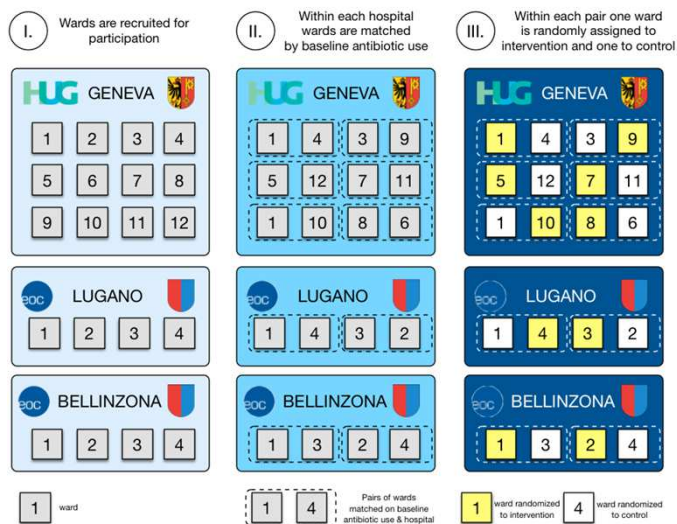 I.
Wards are recruited for
participation
HUG GENEVA
1 2 3 4
5 6 7 8
9 10 11 12
eoc LUGANO
1 2 3 4
eoc BELLINZONA
1 2 3 4
1 ward
II.
Within each hospital
wards are matched
by baseline antibiotic use
HUG GENEVA
1 4 3 9
5 12 7 11
1 10 8 6
eoc LUGANO
1 4 3 2
eoc BELLINZONA
1 3 2 4
1 4
Pairs of wards
matched on baseline
antibiotic use & hospital
III.
Within each pair one ward
is randomly assigned to
intervention and one to control
HUG GENEVA
1 4 3 9
5 12 7 11
1 10 8 6
eoc LUGANO
1 4 3 2
eoc BELLINZONA
1 3 2 4
1
ward randomized
to intervention
4
ward randomized
to control